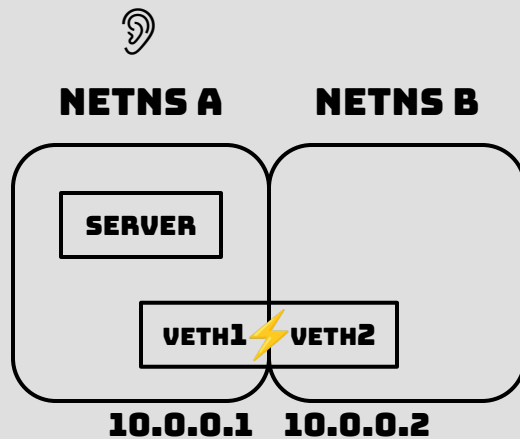 NETNS A NETNS B
SERVER
VETH1⚡VETH2
10.0.0.1 10.0.0.2